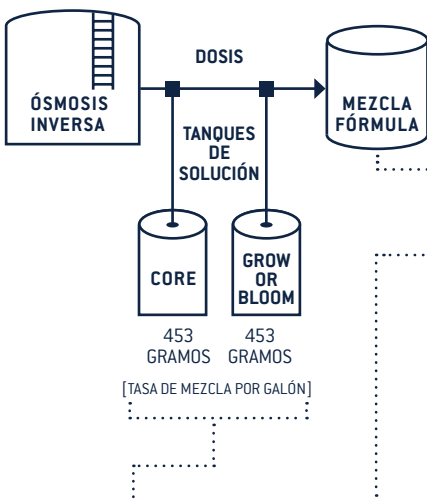 DOSIS
ÓSMOSIS
INVERSA
MEZCLA
FÓRMULA
TANQUES
DE
SOLUCIÓN
CORE
GROW
OR
BLOOM
453
GRAMOS
453
GRAMOS
[TASA DE MEZCLA POR GALÓN]